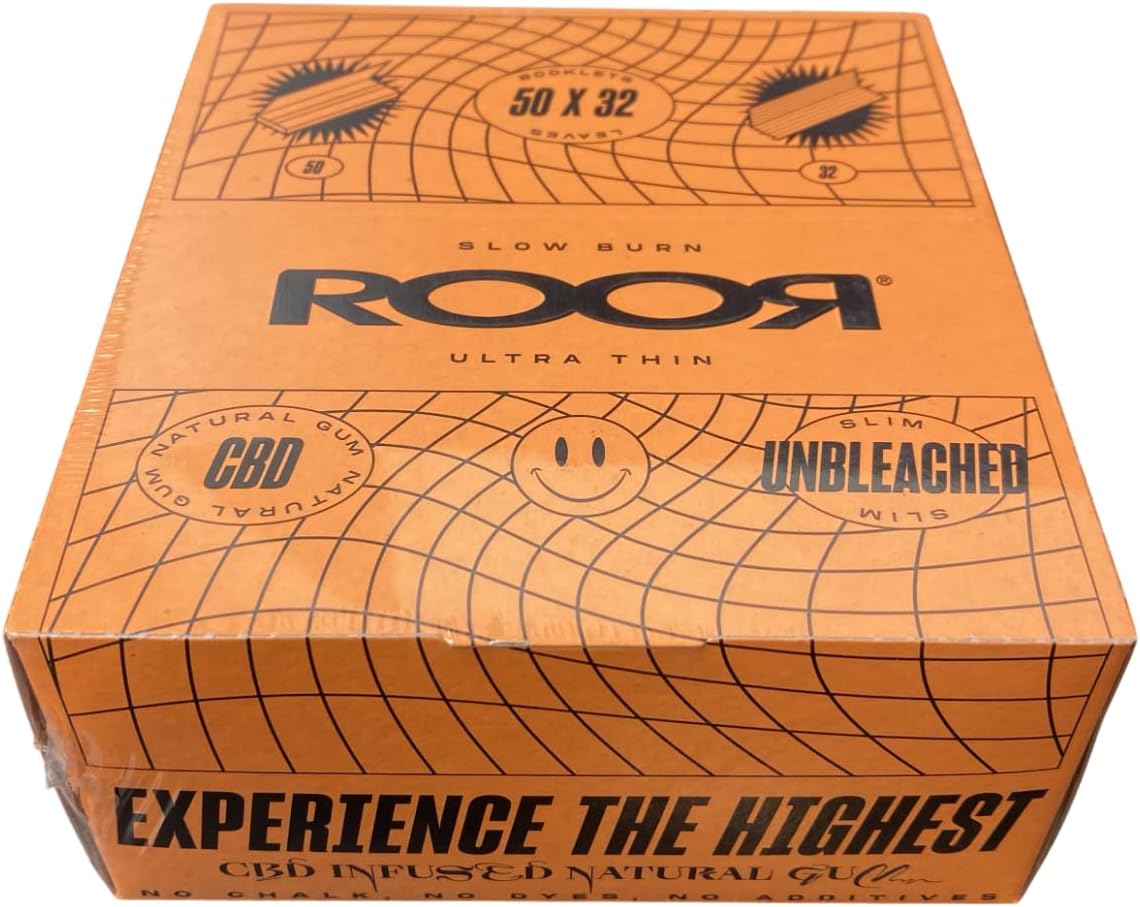 BOOKLETS
50 X 32
LEAVES
50
32
SLOW BURN
ROOR®
ULTRA THIN
NATURAL GUM NATURAL GUM
CBD
SLIM
UNBLEACHED
SLIM
EXPERIENCE THE HIGHEST
CBD INFUSED NATURAL
NO CHALK, NO DYES, NO ADDITIVES